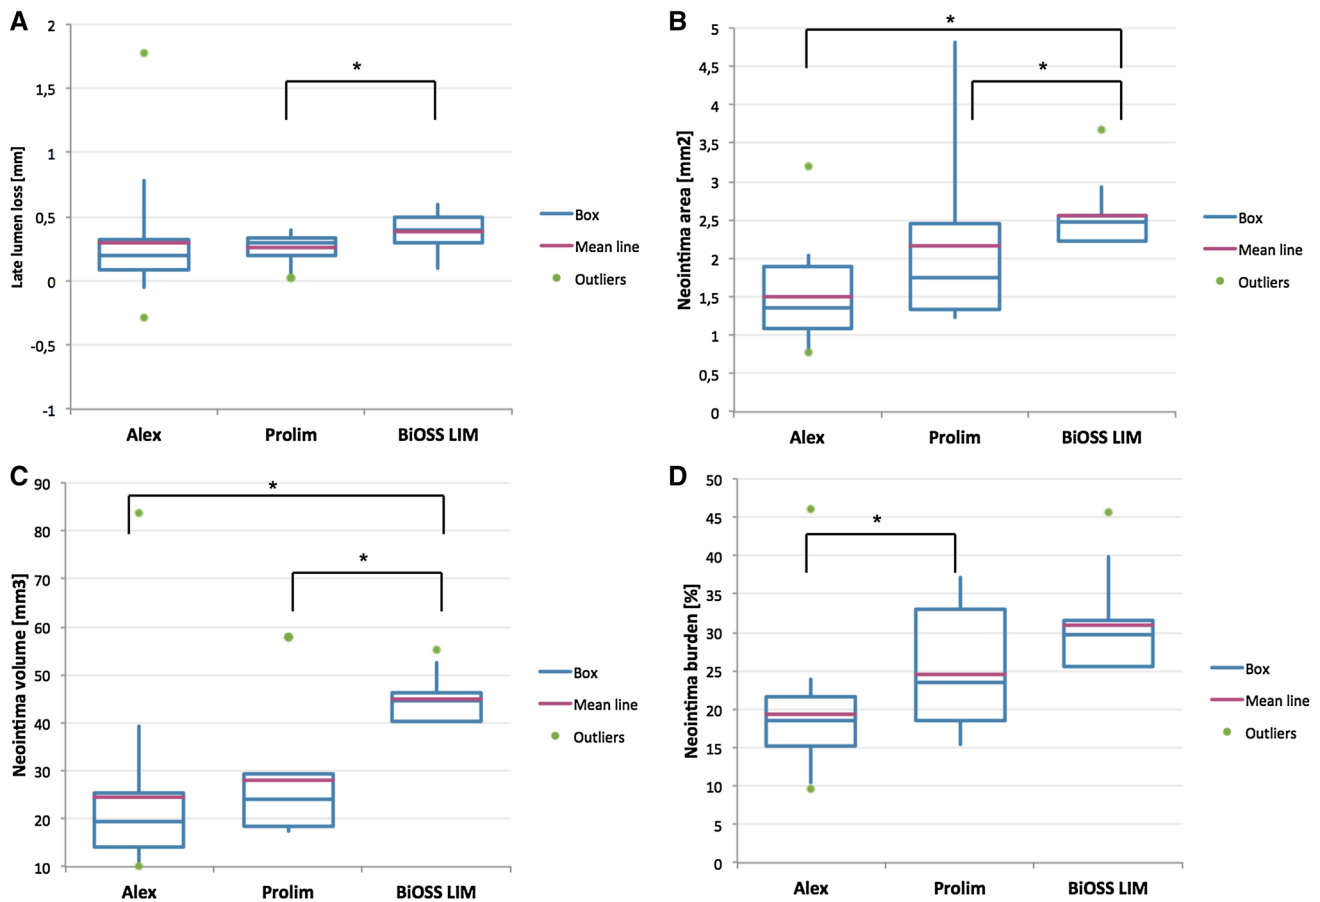 A
Late lumen loss [mm]
2
1,5
1
0,5
0
-0,5
-1
*
Alex
Prolim
BiOSS LIM
Box
Mean line
Outliers
B
Neointima area [mm2]
5
4,5
4
3,5
3
2,5
2
1,5
1
0,5
0
*
*
Alex
Prolim
BiOSS LIM
Box
Mean line
Outliers
C
Neointima volume [mm3]
90
80
70
60
50
40
30
20
10
*
*
Alex
Prolim
BiOSS LIM
Box
Mean line
Outliers
D
Neointima burden [%]
50
45
40
35
30
25
20
15
10
5
0
*
Alex
Prolim
BiOSS LIM
Box
Mean line
Outliers